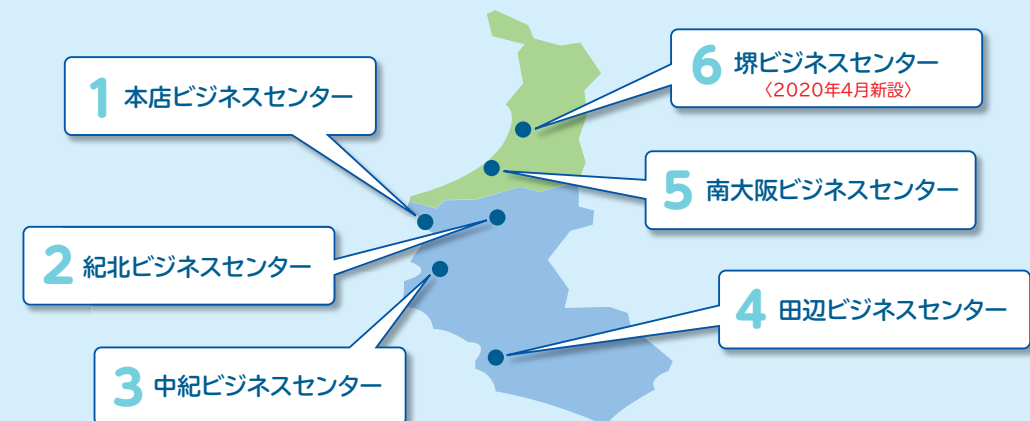 1 本店ビジネスセンター
2 紀北ビジネスセンター
3 中紀ビジネスセンター
4 田辺ビジネスセンター
5 南大阪ビジネスセンター
6 堺ビジネスセンター
〈2020年4月新設〉